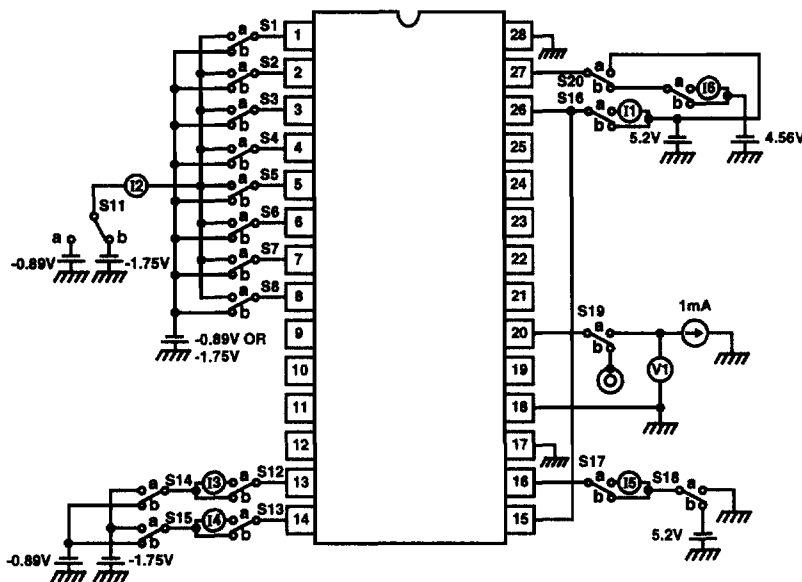 a S1 1
b
a S2 2
b
a S3 3
b
a S4 4
b
a S5 5
b
a S6 6
b
a S7 7
b
a S8 8
b
I2
S11
a b
-0.89V -1.75V
-0.89V OR
-1.75V
9
10
11
12
a S14 I3 a S12 13
b b
a S15 I4 a S13 14
b b
-0.89V -1.75V
28
27 a
S20 b a I6
b
26 S16 a I1
b
5.2V 4.56V
25
24
23
22
21
20 S19 a 1mA
b
19 V1
18
17
16 S17 a I5 S18 a
b b
15
5.2V